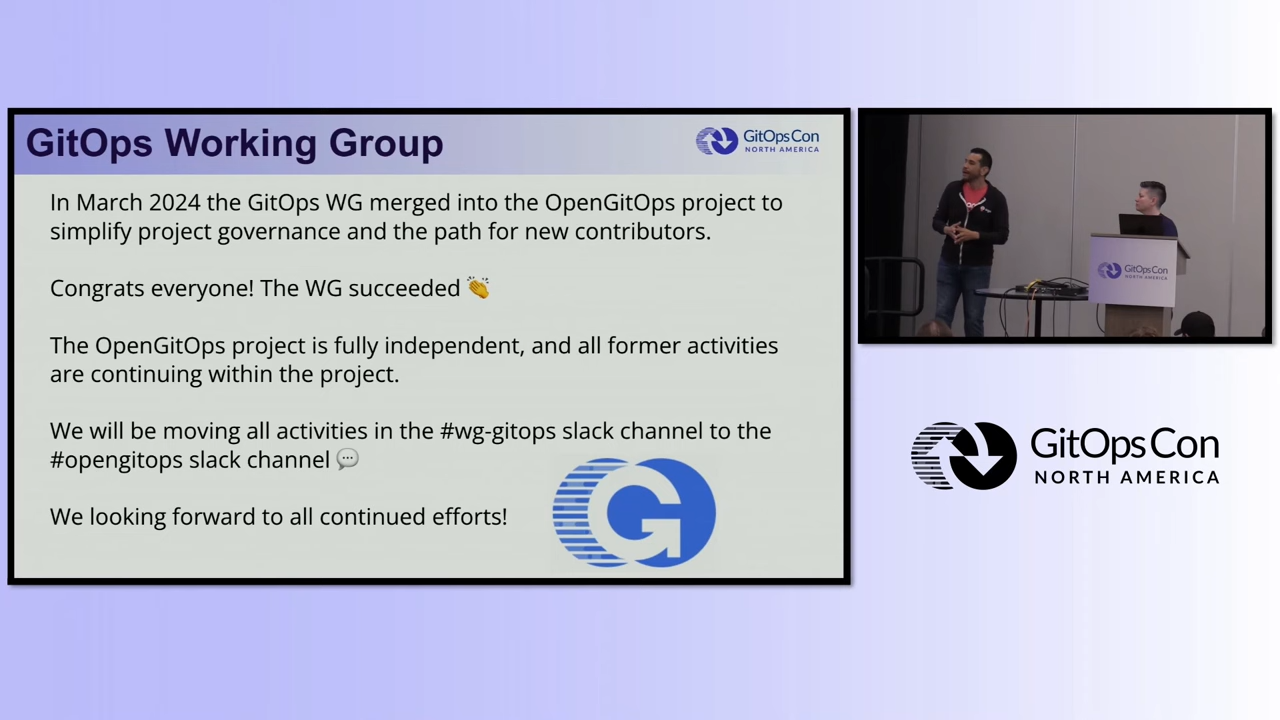 GitOps Working Group
GitOpsCon
NORTH AMERICA
In March 2024 the GitOps WG merged into the OpenGitOps project to
simplify project governance and the path for new contributors.
Congrats everyone! The WG succeeded 👏
The OpenGitOps project is fully independent, and all former activities
are continuing within the project.
We will be moving all activities in the #wg-gitops slack channel to the
#opengitops slack channel 💬
We looking forward to all continued efforts!
GitOpsCon
NORTH AMERICA
GitOpsCon
NORTH AMERICA